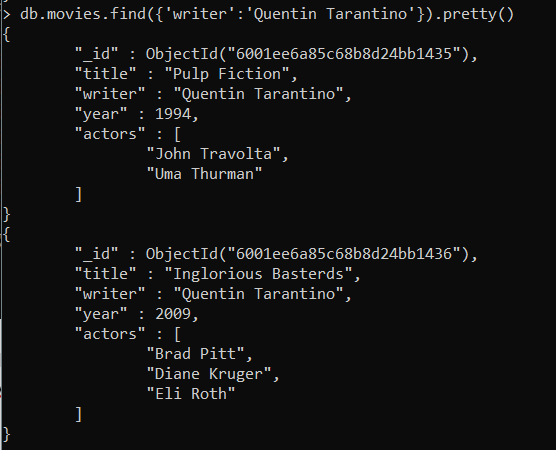 > db.movies.find({'writer':'Quentin Tarantino'}).pretty()
{
        "_id" : ObjectId("6001ee6a85c68b8d24bb1435"),
        "title" : "Pulp Fiction",
        "writer" : "Quentin Tarantino",
        "year" : 1994,
        "actors" : [
                "John Travolta",
                "Uma Thurman"
        ]
}
{
        "_id" : ObjectId("6001ee6a85c68b8d24bb1436"),
        "title" : "Inglorious Basterds",
        "writer" : "Quentin Tarantino",
        "year" : 2009,
        "actors" : [
                "Brad Pitt",
                "Diane Kruger",
                "Eli Roth"
        ]
}